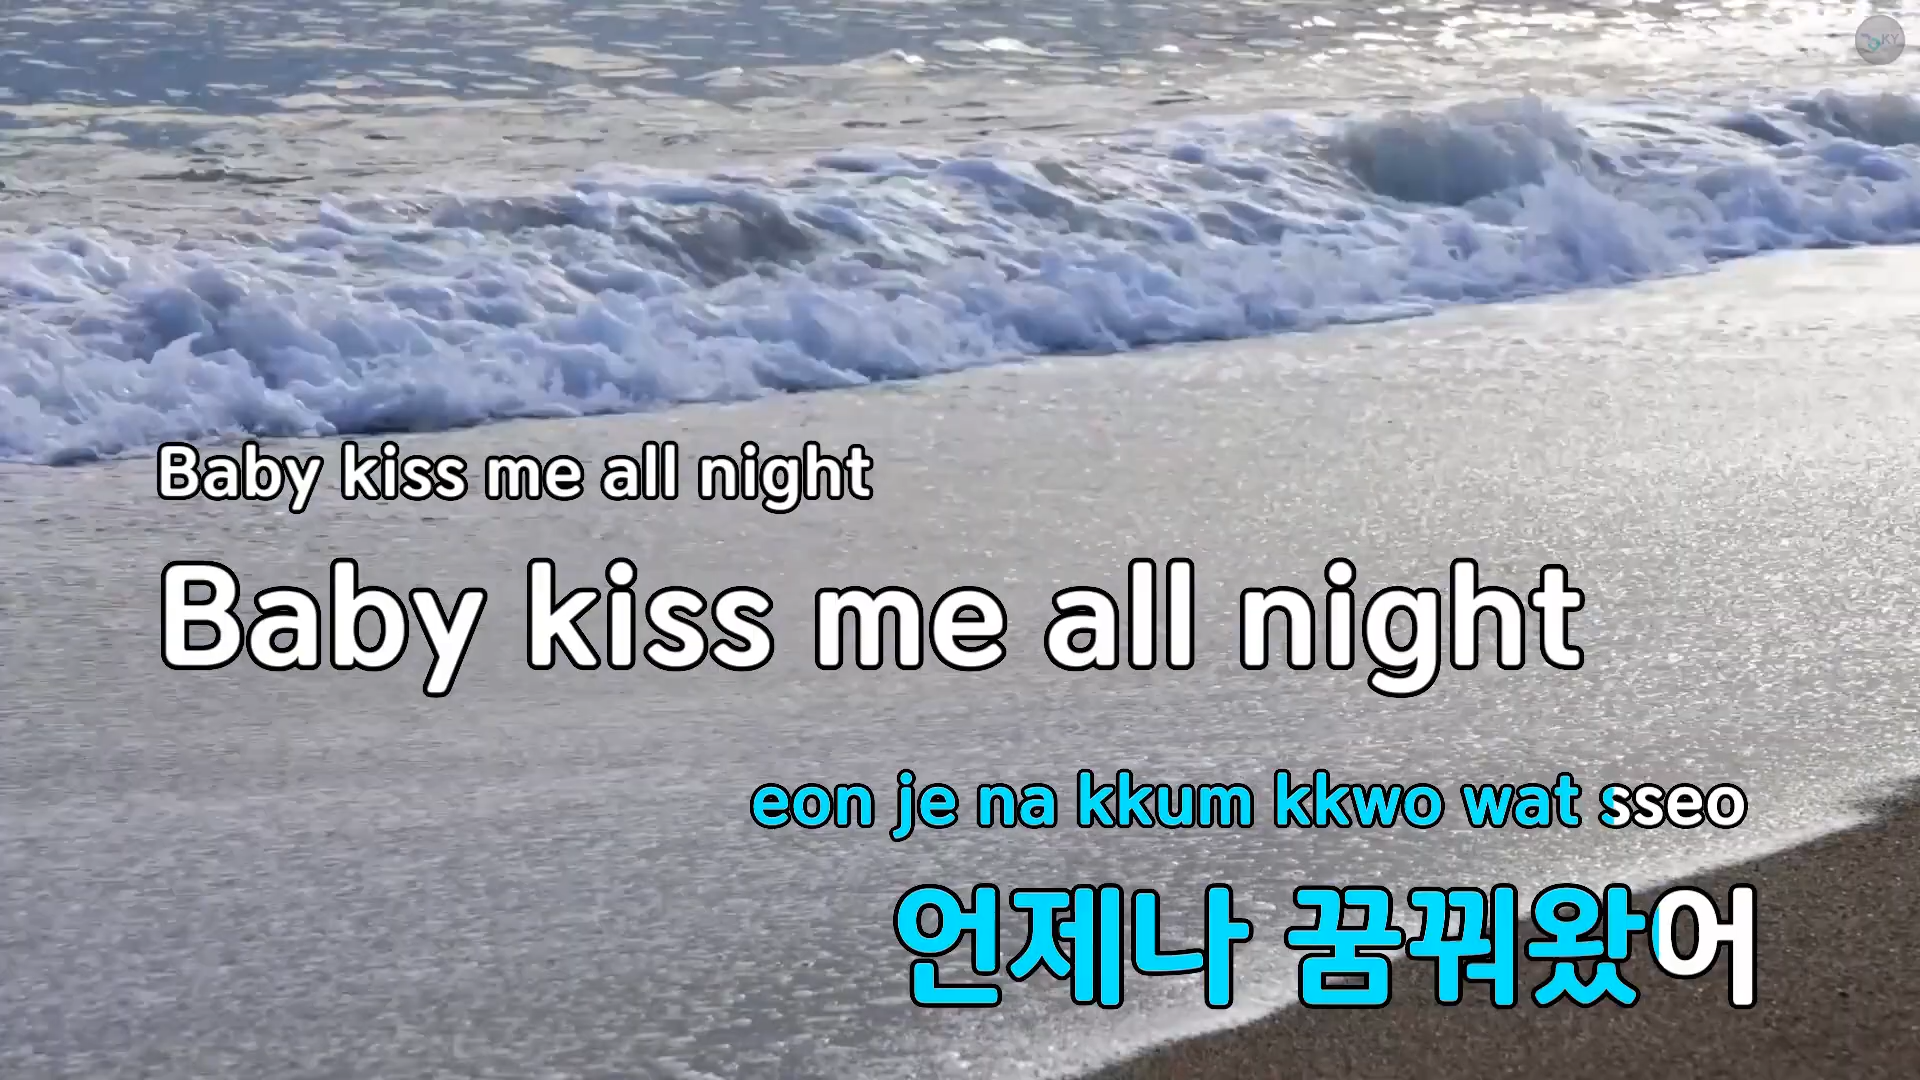 KY
Baby kiss me all night
Baby kiss me all night
eon je na kkum kkwo wat sseo
언제나 꿈꿔왔어